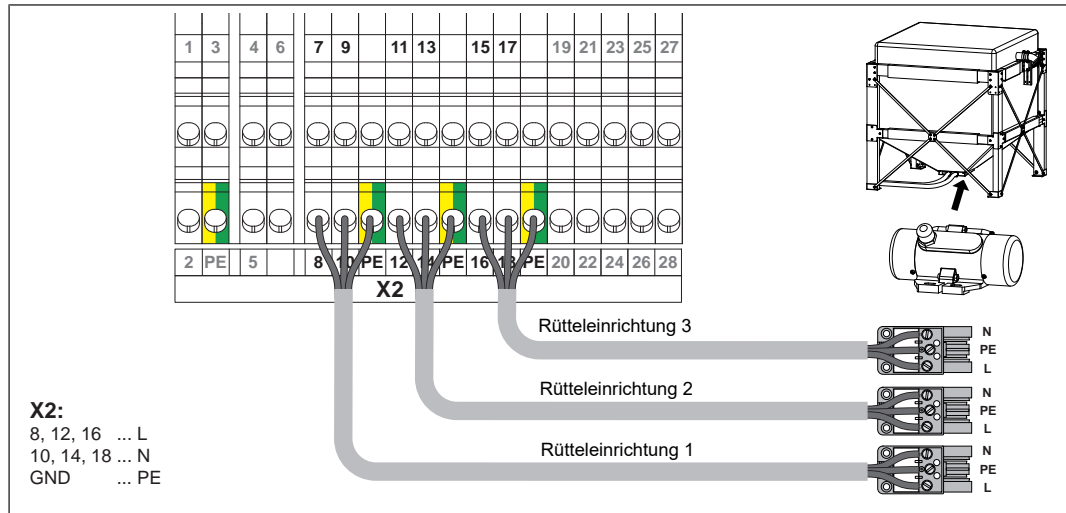 1 3 4 6 7 9 11 13 15 17 19 21 23 25 27
2 PE 5 8 10 PE 12 14 PE 16 18 PE 20 22 24 26 28
X2
Rütteleinrichtung 3
N
PE
L
Rütteleinrichtung 2
N
PE
L
Rütteleinrichtung 1
N
PE
L
X2:
8, 12, 16 ... L
10, 14, 18 ... N
GND ... PE